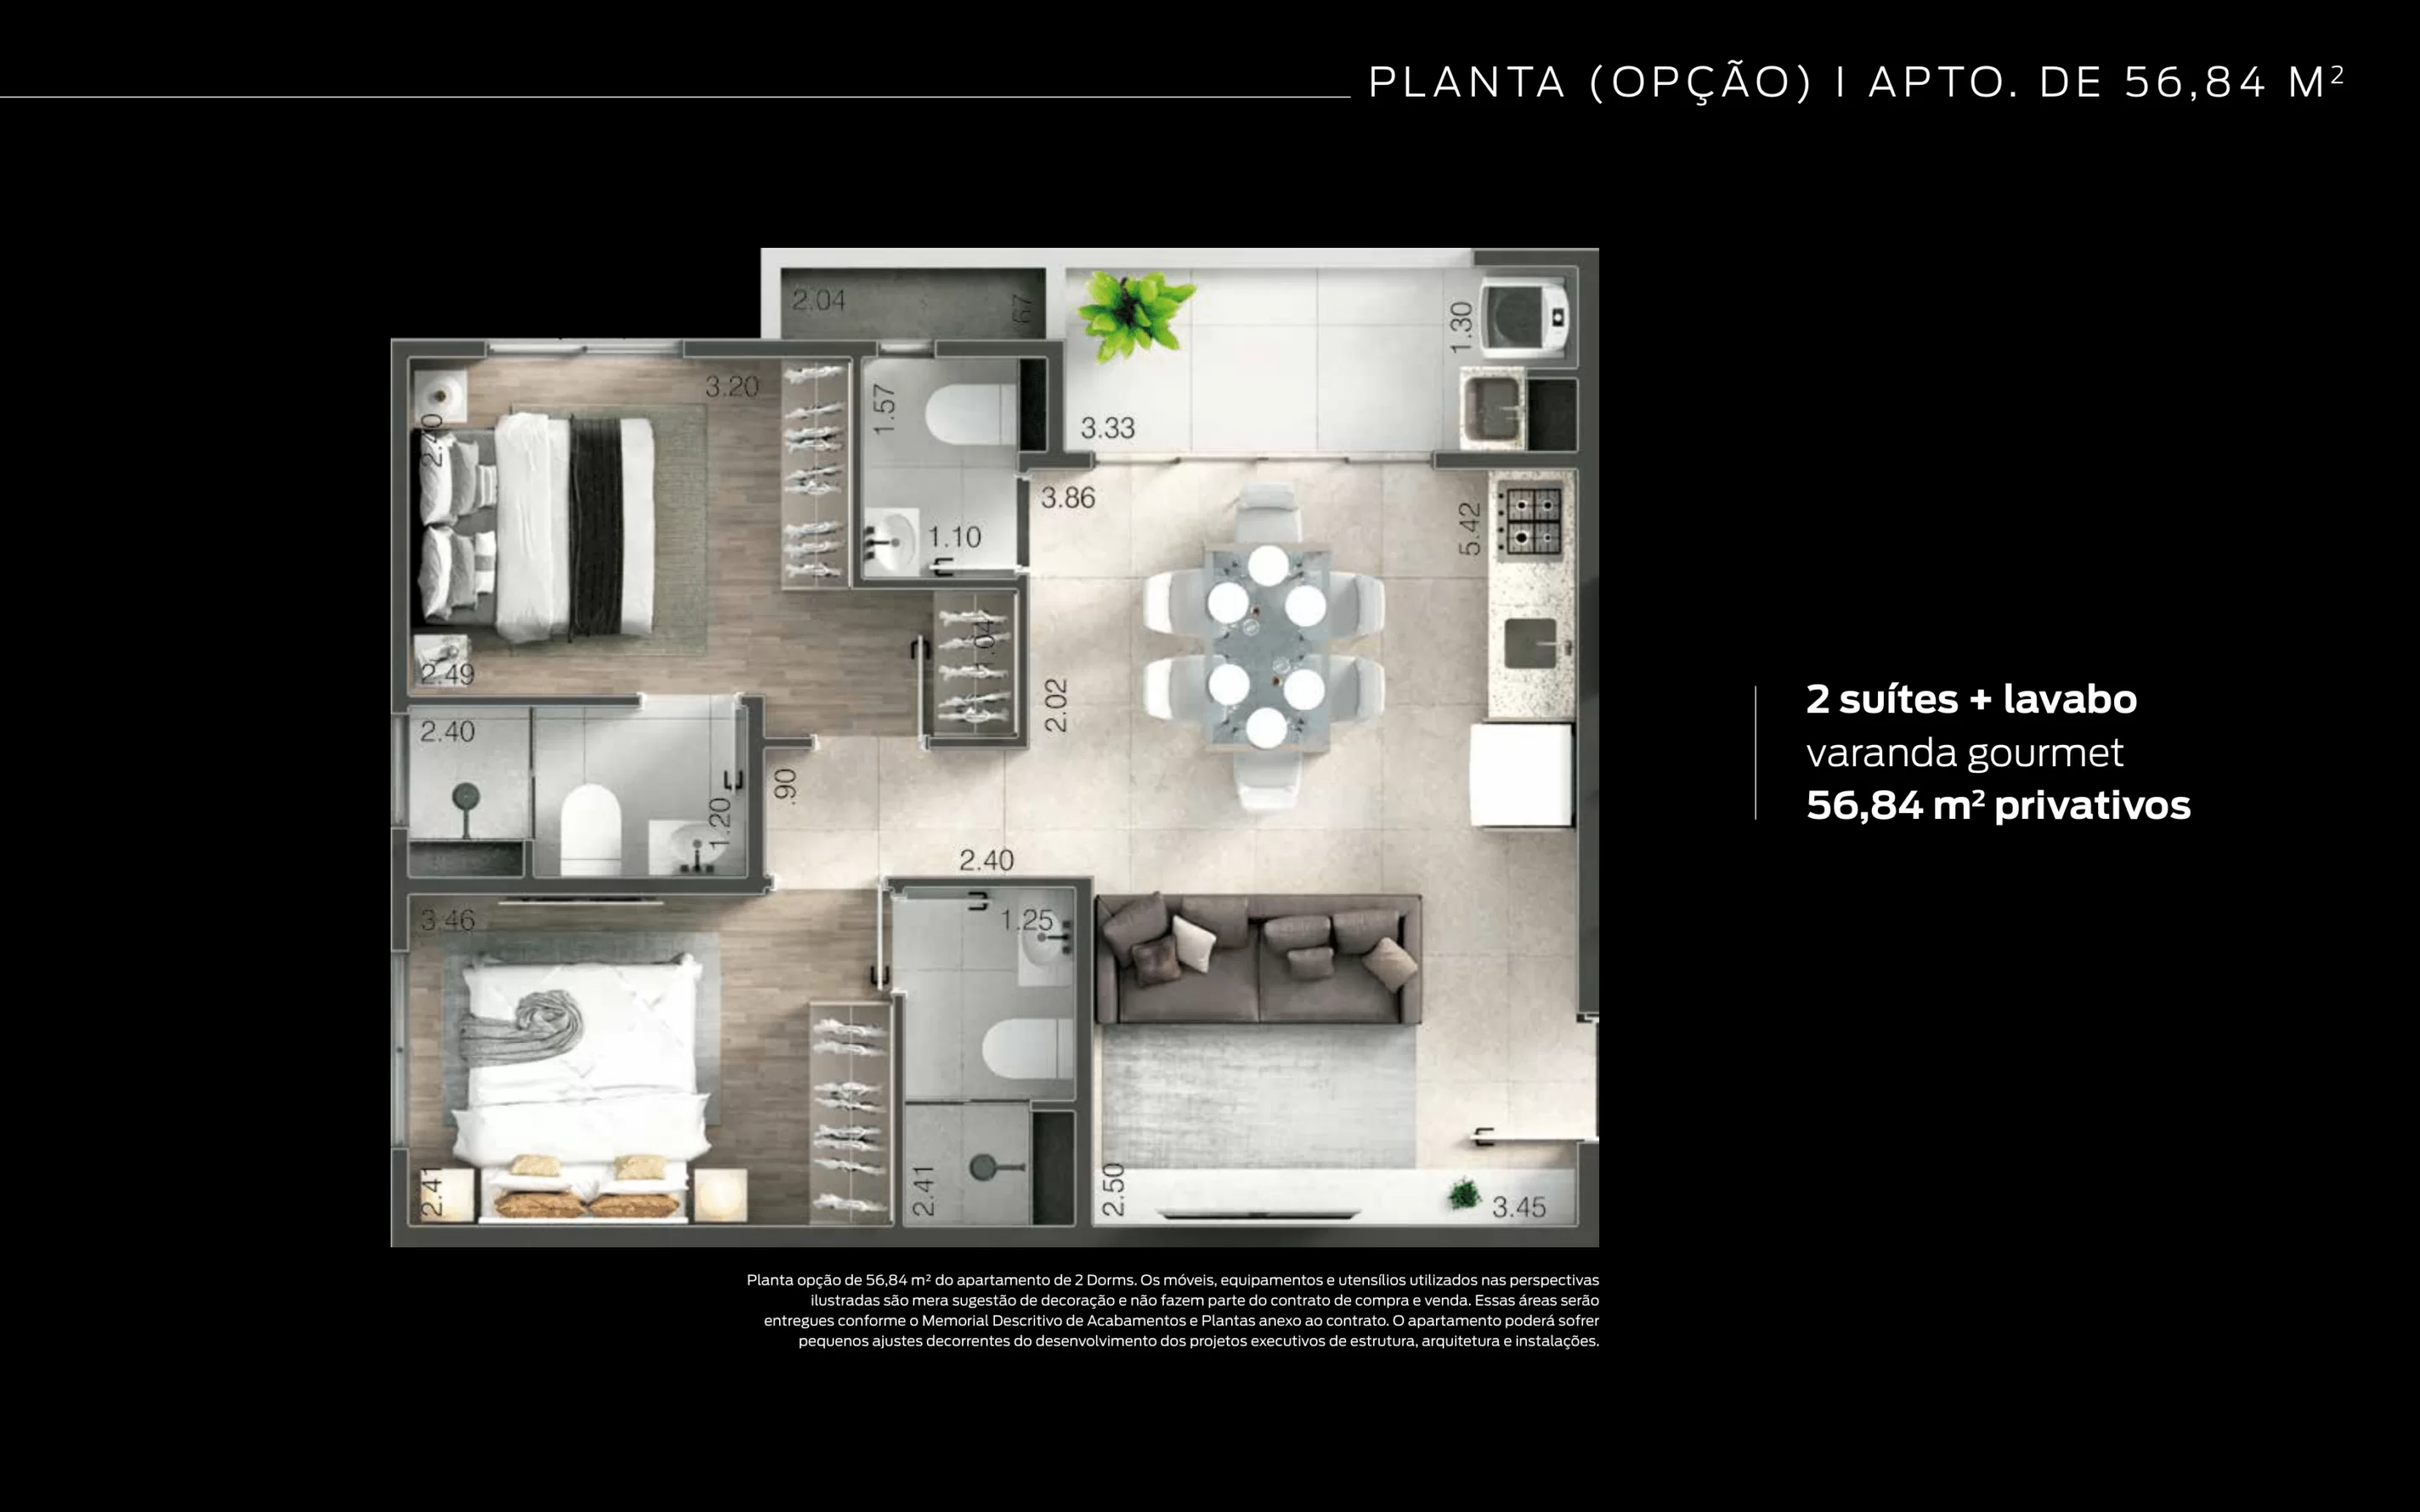 PLANTA (OPÇÃO) I APTO. DE 56,84 M²
2.04
.67
1.30
3.20
1.57
2.40
3.33
3.86
1.10
5.42
1.04
2.49
2.02
2.40
.90
1.20
2.40
3.46
1.25
2.41
2.41
2.50
3.45
2 suítes + lavabo
varanda gourmet
56,84 m² privativos
Planta opção de 56,84 m² do apartamento de 2 Dorms. Os móveis, equipamentos e utensílios utilizados nas perspectivas
ilustradas são mera sugestão de decoração e não fazem parte do contrato de compra e venda. Essas áreas serão
entregues conforme o Memorial Descritivo de Acabamentos e Plantas anexo ao contrato. O apartamento poderá sofrer
pequenos ajustes decorrentes do desenvolvimento dos projetos executivos de estrutura, arquitetura e instalações.